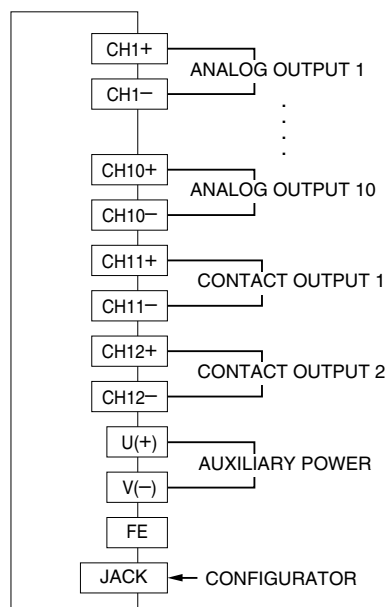 CH1+
ANALOG OUTPUT 1
CH1−
CH10+
ANALOG OUTPUT 10
CH10−
CH11+
CONTACT OUTPUT 1
CH11−
CH12+
CONTACT OUTPUT 2
CH12−
U(+)
AUXILIARY POWER
V(−)
FE
JACK
CONFIGURATOR